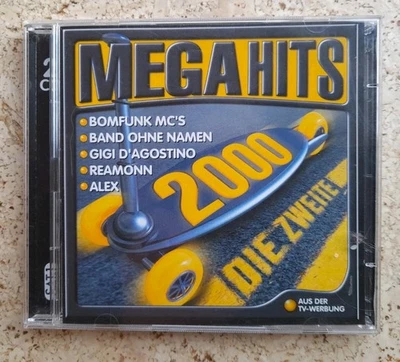 MEGAHITS
BOMFUNK MC'S
BAND OHNE NAMEN
GIGI D'AGOSTINO
REAMONN
ALEX
2000
DIE ZWEITE
AUS DER
TV-WERBUNG